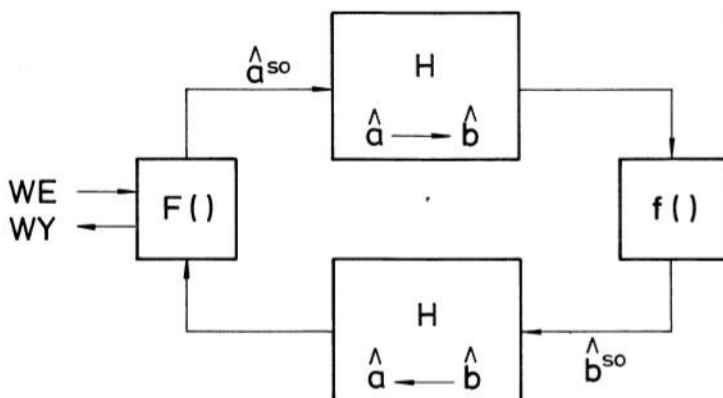 â^so
H
â → b̂
WE
WY
F ( )
f ( )
H
â ← b̂
b̂^so